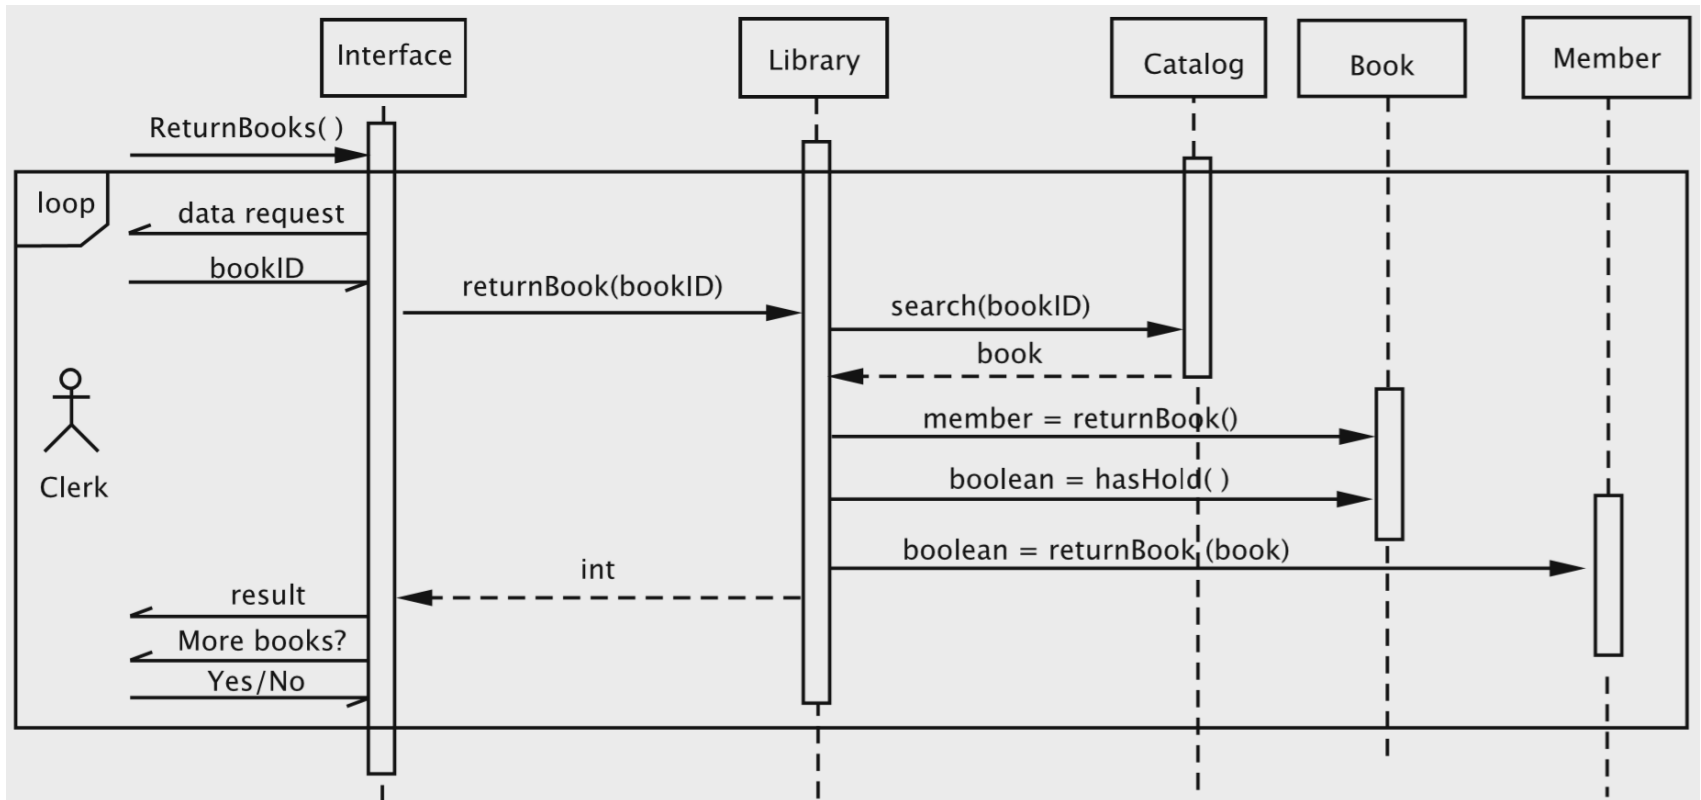 Interface
Library
Catalog
Book
Member
ReturnBooks( )
loop
data request
bookID
returnBook(bookID)
search(bookID)
book
member = returnBook()
Clerk
boolean = hasHold( )
boolean = returnBook (book)
int
result
More books?
Yes/No